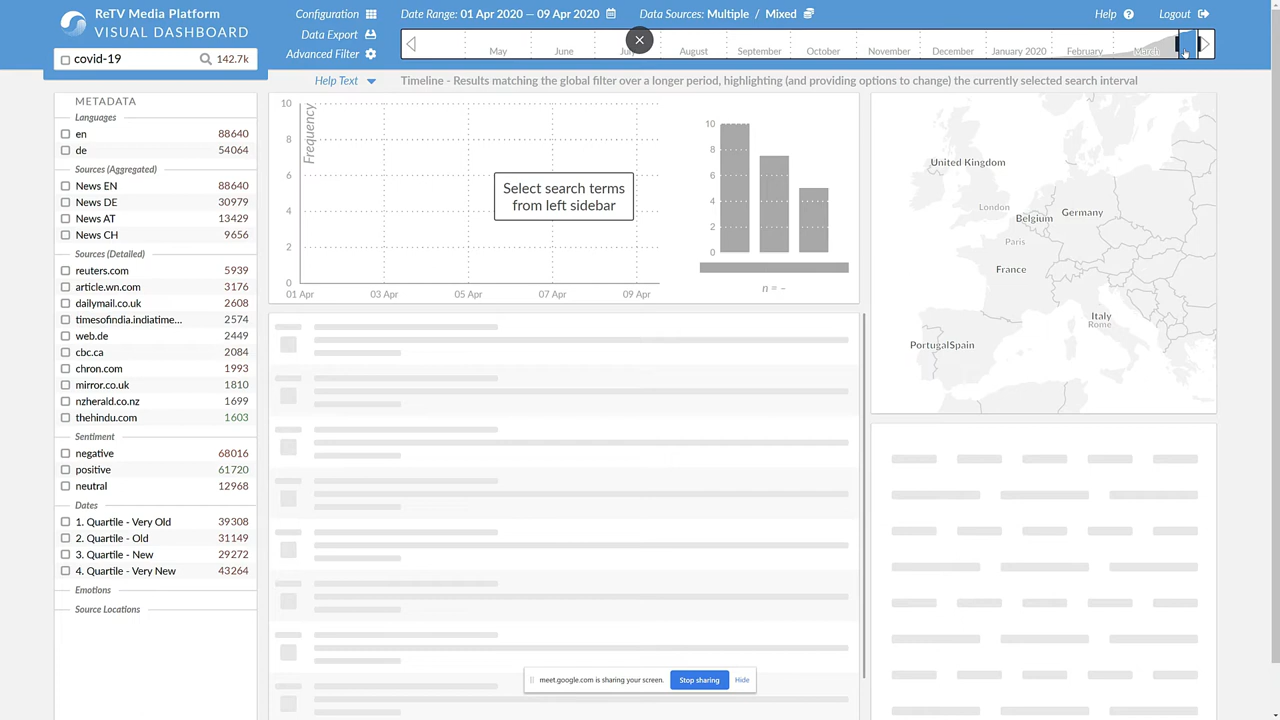 ReTV Media Platform
VISUAL DASHBOARD
covid-19 142.7k
Configuration
Data Export
Advanced Filter
Date Range: 01 Apr 2020 — 09 Apr 2020
Data Sources: Multiple / Mixed
Help
Logout
May June August September October November December January 2020 February March
Help Text
Timeline - Results matching the global filter over a longer period, highlighting (and providing options to change) the currently selected search interval
METADATA
Languages
en 88640
de 54064
Sources (Aggregated)
News EN 88640
News DE 30979
News AT 13429
News CH 9656
Sources (Detailed)
reuters.com 5939
article.wn.com 3176
dailymail.co.uk 2608
timesofindia.indiatime... 2574
web.de 2449
cbc.ca 2084
chron.com 1993
mirror.co.uk 1810
nzherald.co.nz 1699
thehindu.com 1603
Sentiment
negative 68016
positive 61720
neutral 12968
Dates
1. Quartile - Very Old 39308
2. Quartile - Old 31149
3. Quartile - New 29272
4. Quartile - Very New 43264
Emotions
Source Locations
Frequency
10
8
6
4
2
0
01 Apr 03 Apr 05 Apr 07 Apr 09 Apr
Select search terms
from left sidebar
10
8
6
4
2
0
n = –
United Kingdom
London
Belgium
Germany
Paris
France
Italy
Rome
Portugal
Spain
meet.google.com is sharing your screen.
Stop sharing
Hide